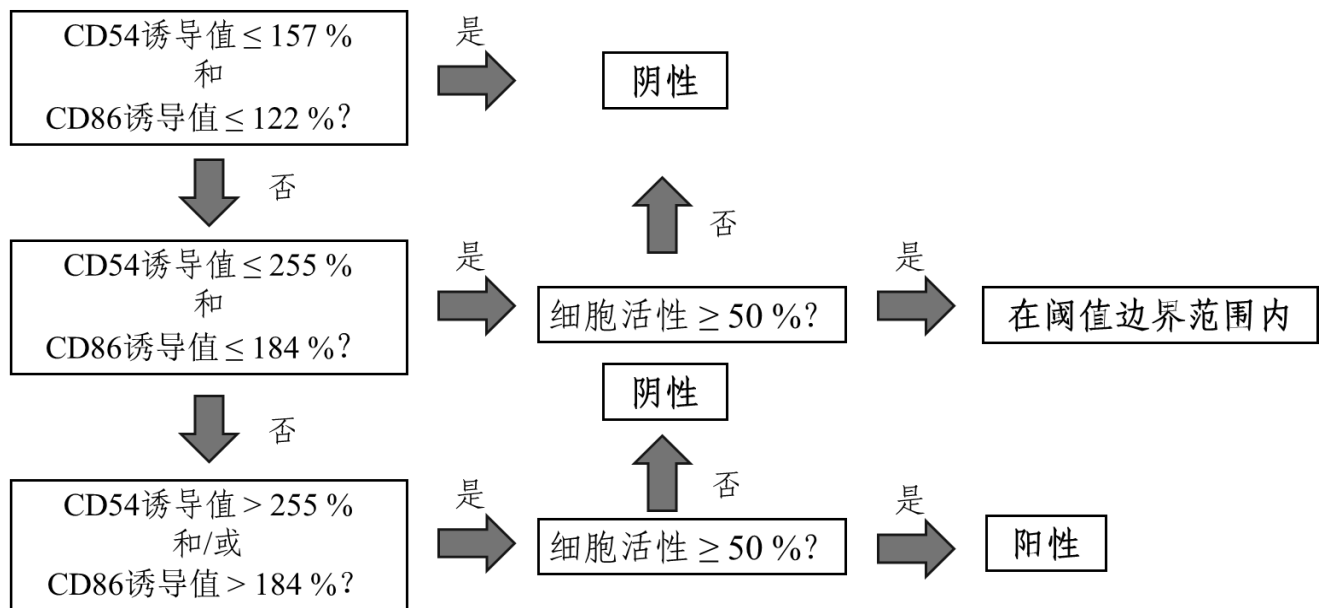 CD54诱导值 ≤ 157 %
和
CD86诱导值 ≤ 122 %?
是
阴性
否
否
CD54诱导值 ≤ 255 %
和
CD86诱导值 ≤ 184 %?
是
细胞活性 ≥ 50 %?
是
在阈值边界范围内
阴性
否
否
CD54诱导值 > 255 %
和/或
CD86诱导值 > 184 %?
是
细胞活性 ≥ 50 %?
是
阳性